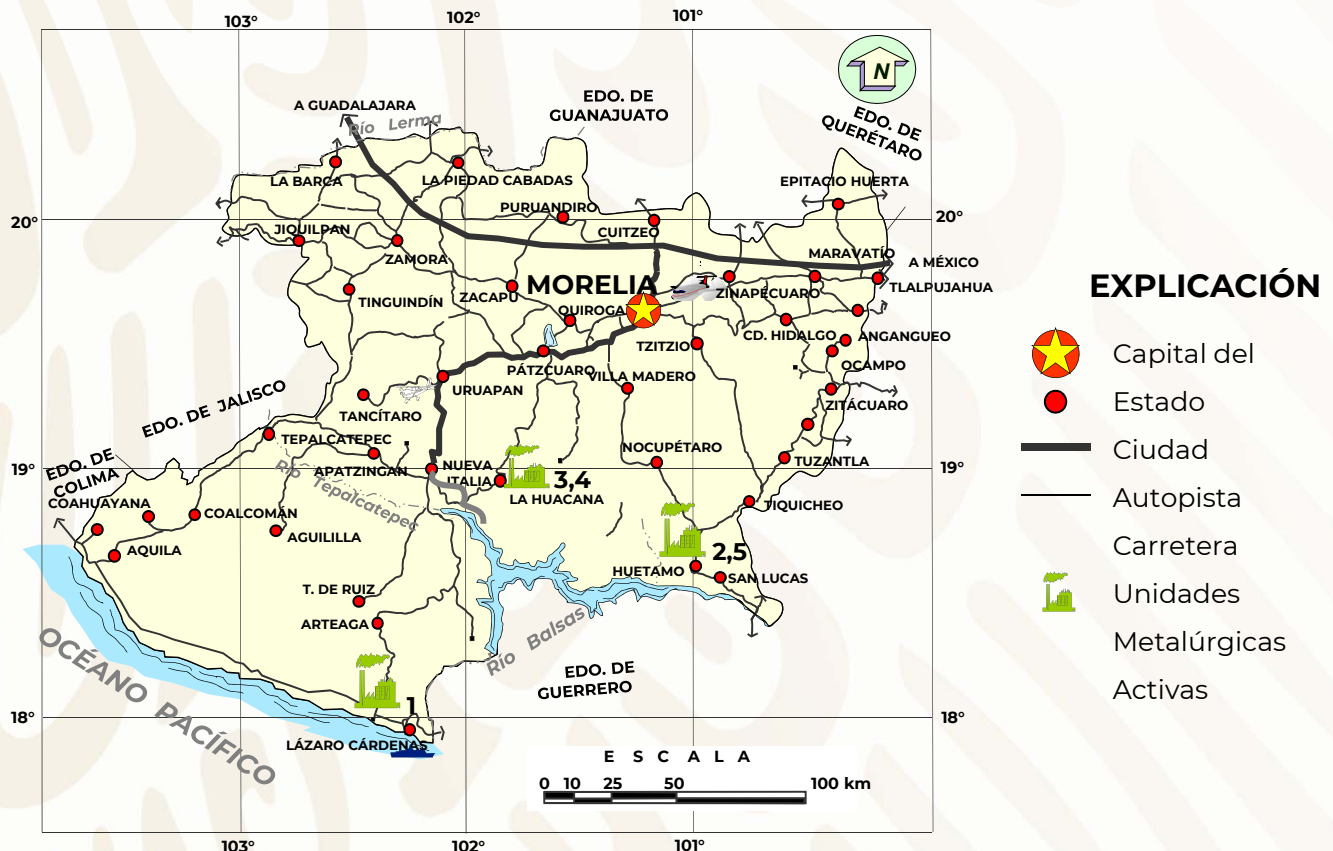 103°
102°
101°
N
A GUADALAJARA
Río Lerma
EDO. DE
GUANAJUATO
EDO. DE
QUERÉTARO
LA BARCA
LA PIEDAD CABADAS
EPITACIO HUERTA
20°
PURUANDIRO
20°
JIQUILPAN
CUITZEO
ZAMORA
MARAVATÍO
A MÉXICO
TINGUINDÍN
ZACAPU
MORELIA
ZINAPÉCUARO
TLALPUJAHUA
QUIROGA
TZITZIO
CD. HIDALGO
ANGANGUEO
PÁTZCUARO
OCAMPO
URUAPAN
VILLA MADERO
ZITÁCUARO
TANCÍTARO
EDO. DE JALISCO
TEPALCATEPEC
NOCUPÉTARO
TUZANTLA
EDO. DE
COLIMA
19°
APATZINGAN
NUEVA
ITALIA
3,4
19°
Río Tepalcatepec
LA HUACANA
COAHUAYANA
COALCOMÁN
TIQUICHEO
AQUILA
AGUILILLA
2,5
HUETAMO
SAN LUCAS
T. DE RUIZ
ARTEAGA
Río Balsas
EDO. DE
GUERRERO
OCÉANO PACÍFICO
1
18°
18°
LÁZARO CÁRDENAS
E S C A L A
0 10 25 50 100 km
103°
102°
101°
EXPLICACIÓN
Capital del
Estado
Ciudad
Autopista
Carretera
Unidades
Metalúrgicas
Activas